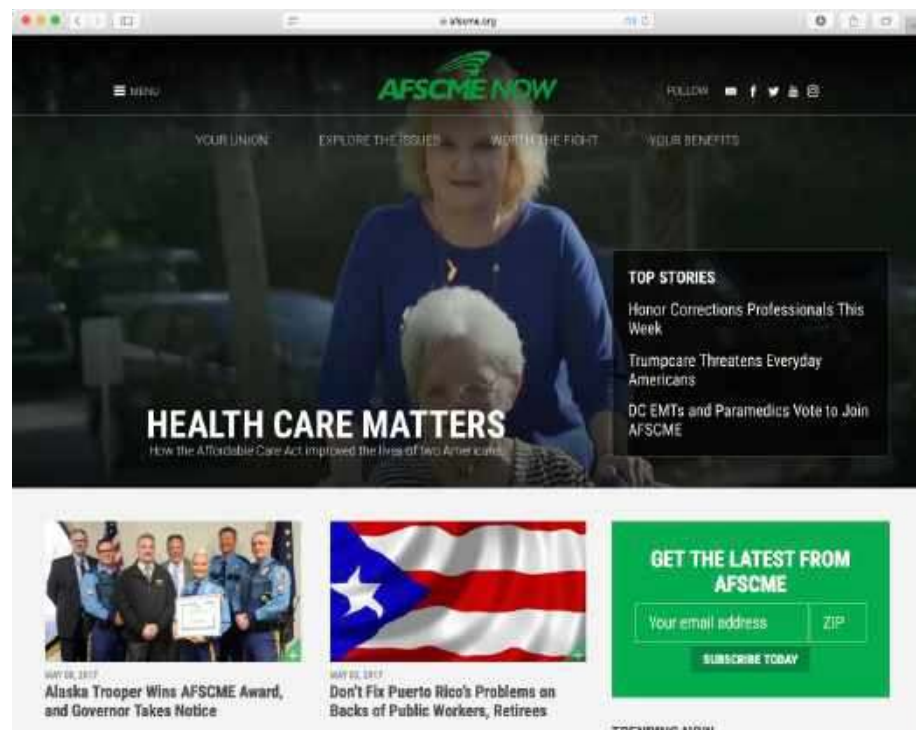 afscme.org
MENU
AFSCME NOW
FOLLOW
YOUR UNION
EXPLORE THE ISSUES
WORTH THE FIGHT
YOUR BENEFITS
TOP STORIES
Honor Corrections Professionals This
Week
Trumpcare Threatens Everyday
Americans
DC EMTs and Paramedics Vote to Join
AFSCME
HEALTH CARE MATTERS
How the Affordable Care Act improved the lives of two Americans.
GET THE LATEST FROM
AFSCME
Your email address
ZIP
SUBSCRIBE TODAY
Alaska Trooper Wins AFSCME Award,
and Governor Takes Notice
Don't Fix Puerto Rico's Problems on
Backs of Public Workers, Retirees
TRENDING NOW